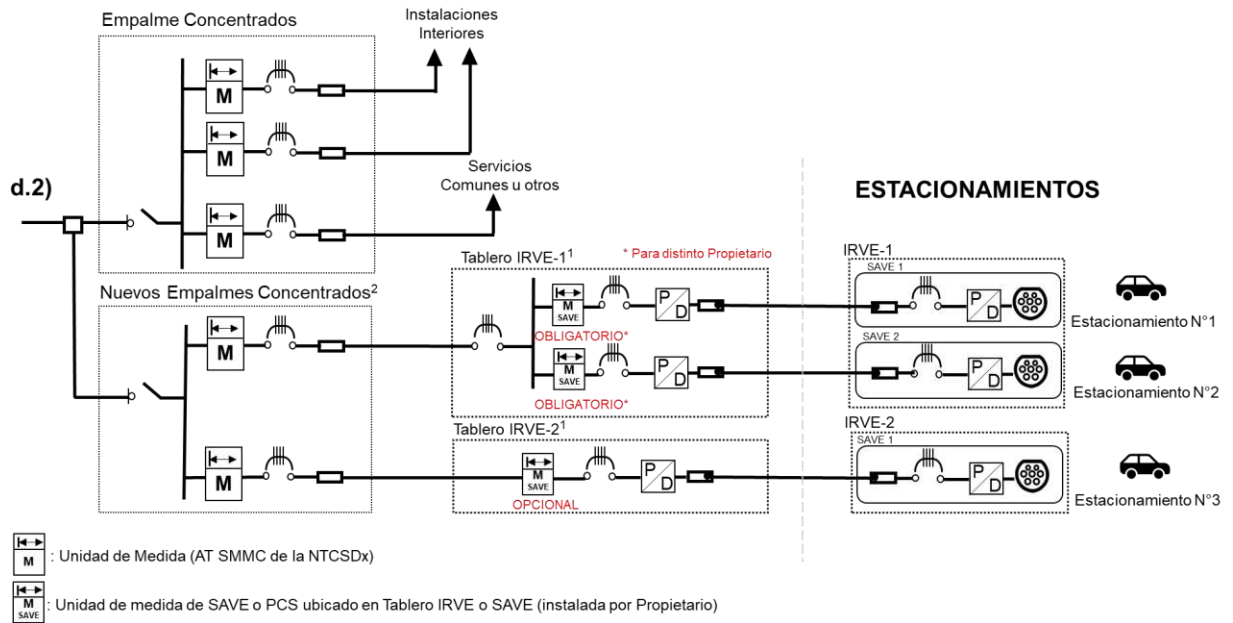 Empalme Concentrados
Instalaciones
Interiores
M
M
M
Servicios
Comunes u otros
d.2)
ESTACIONAMIENTOS
Nuevos Empalmes Concentrados²
M
M
Tablero IRVE-1¹
* Para distinto Propietario
M
SAVE
P
D
OBLIGATORIO*
M
SAVE
P
D
OBLIGATORIO*
Tablero IRVE-2¹
M
SAVE
P
D
OPCIONAL
IRVE-1
SAVE 1
P
D
Estacionamiento N°1
SAVE 2
P
D
Estacionamiento N°2
IRVE-2
SAVE 1
P
D
Estacionamiento N°3
M
: Unidad de Medida (AT SMMC de la NTCSDx)
M
SAVE
: Unidad de medida de SAVE o PCS ubicado en Tablero IRVE o SAVE (instalada por Propietario)